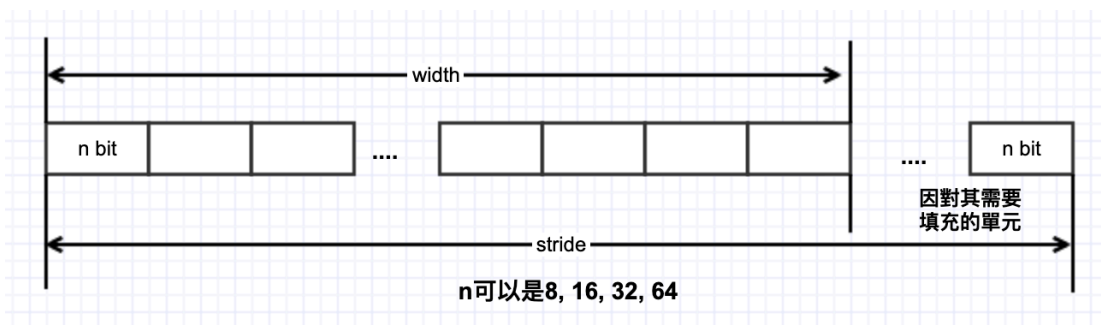 width
n bit
....
....
n bit
因對其需要
填充的單元
stride
n可以是8, 16, 32, 64